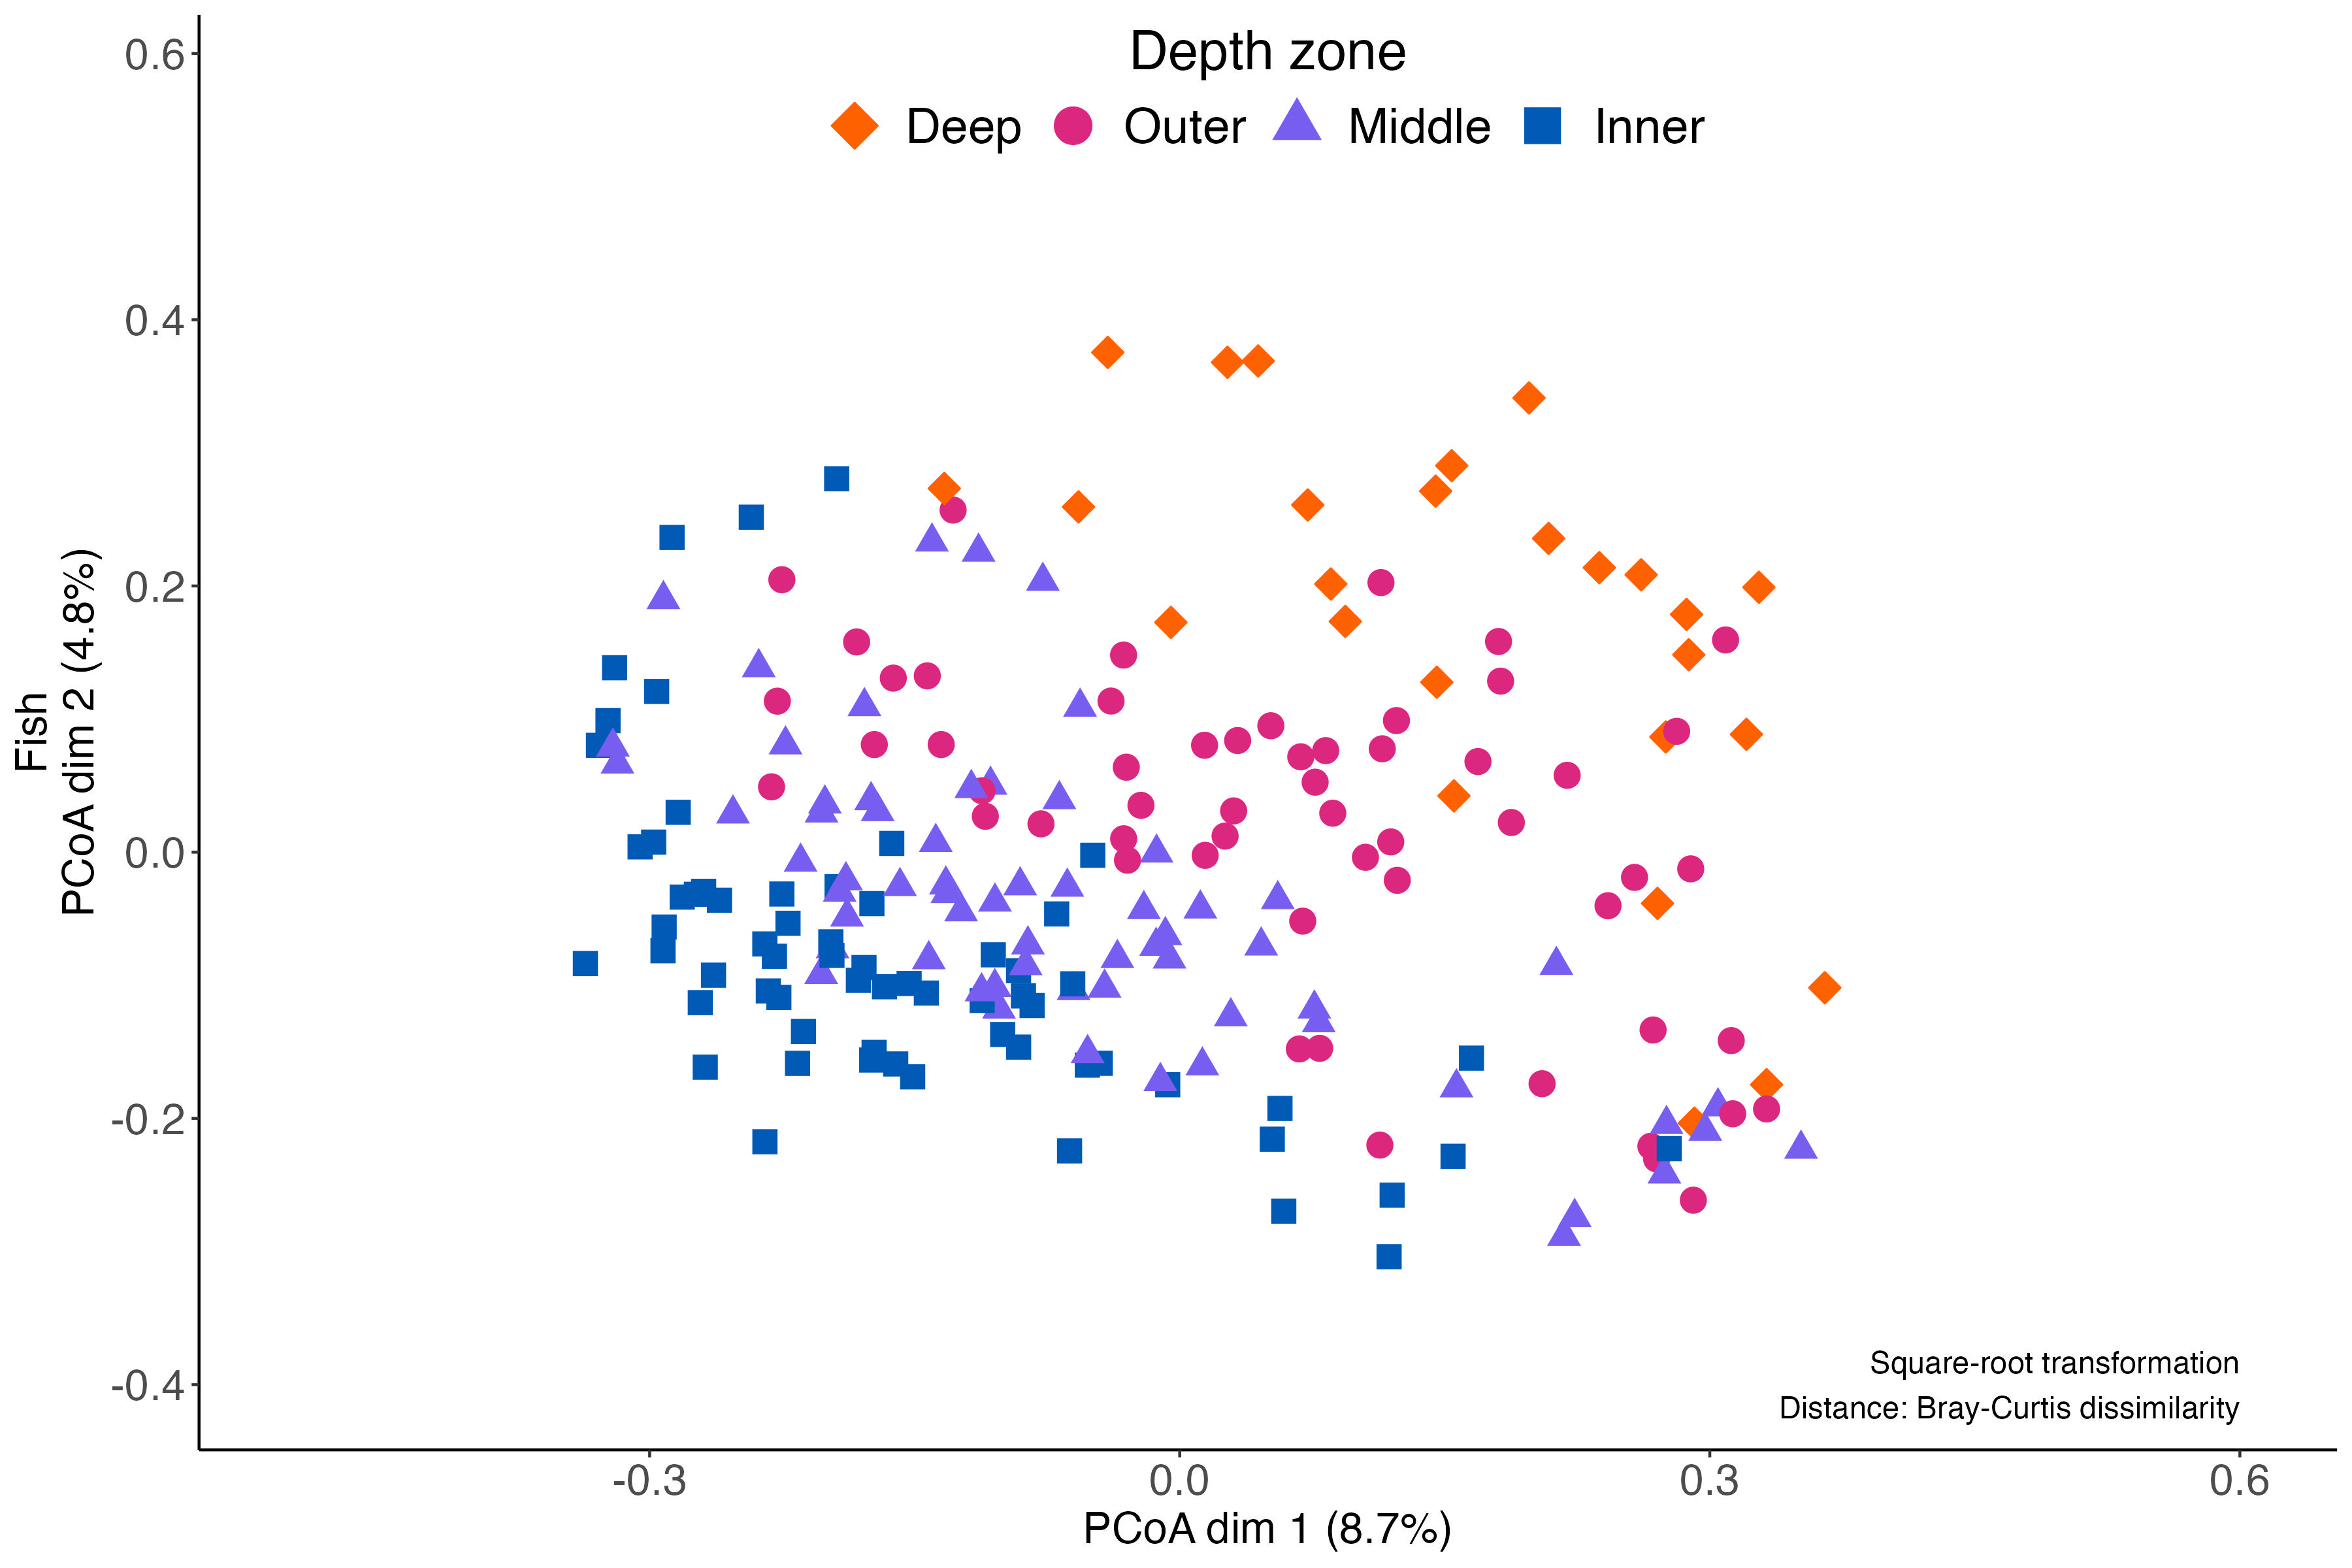 Depth zone
Deep Outer Middle Inner
0.6
0.4
0.2
0.0
-0.2
-0.4
Fish
PCoA dim 2 (4.8%)
Square-root transformation
Distance: Bray-Curtis dissimilarity
-0.3 0.0 0.3 0.6
PCoA dim 1 (8.7%)